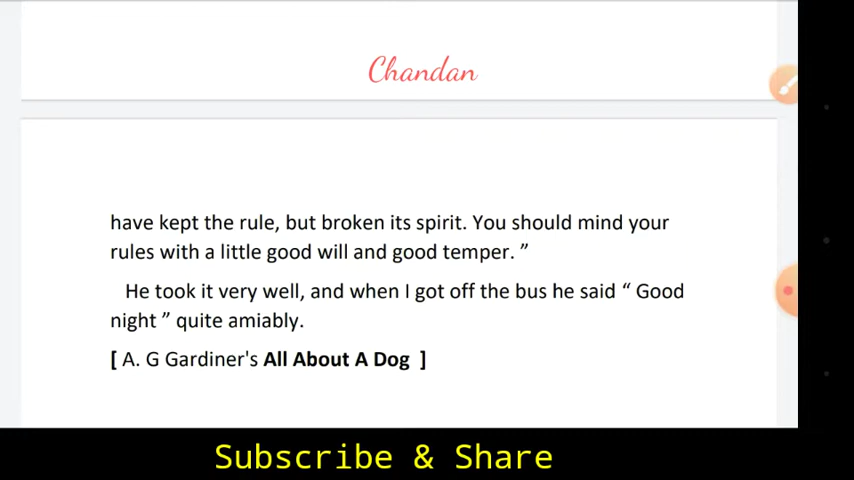 Chandan
have kept the rule, but broken its spirit. You should mind your
rules with a little good will and good temper. ”
He took it very well, and when I got off the bus he said “ Good
night ” quite amiably.
[ A. G Gardiner's All About A Dog ]
Subscribe & Share